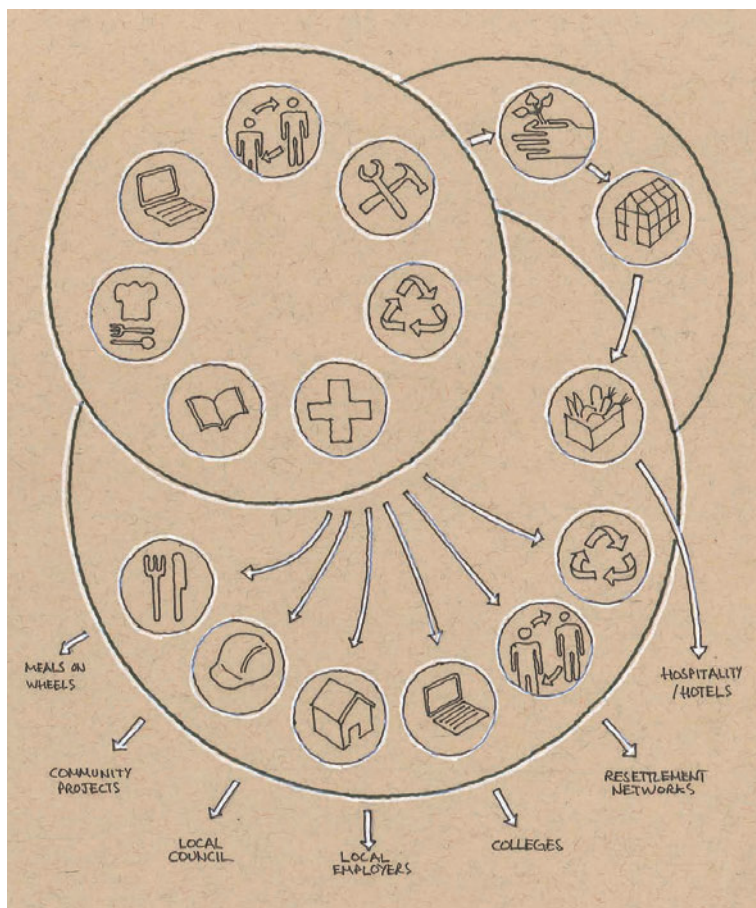 MEALS ON
WHEELS
HOSPITALITY
/HOTELS
COMMUNITY
PROJECTS
RESETTLEMENT
NETWORKS
LOCAL
COUNCIL
LOCAL
EMPLOYERS
COLLEGES